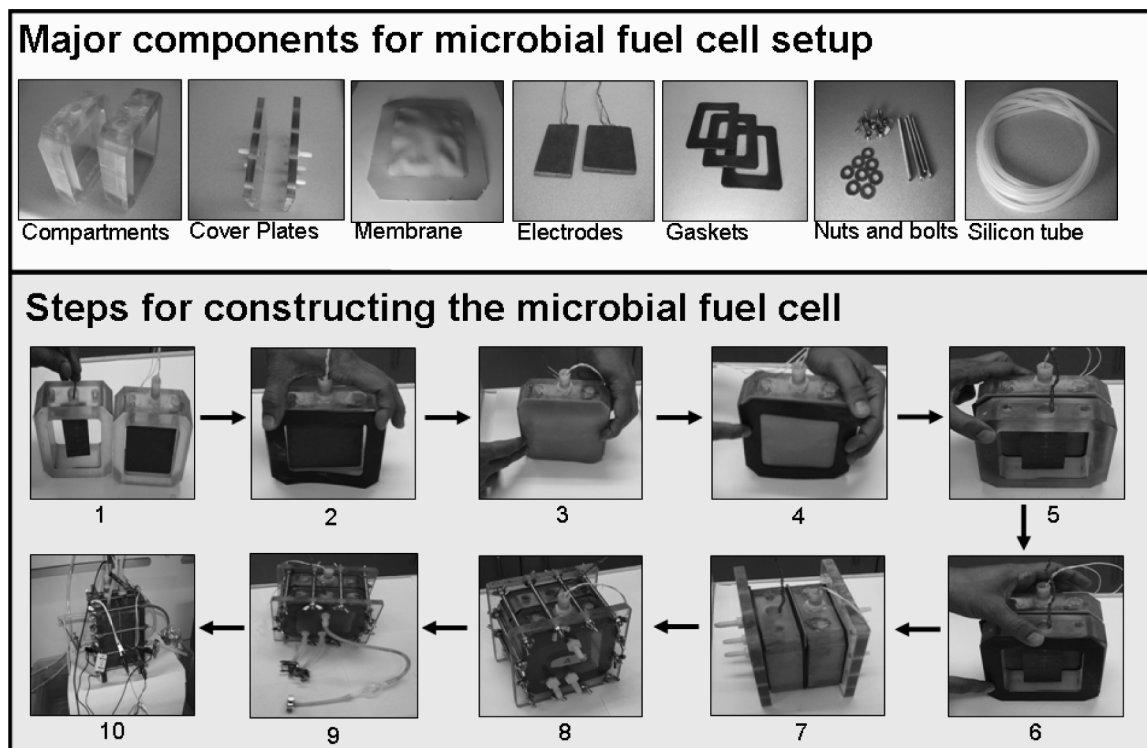 Major components for microbial fuel cell setup
Compartments
Cover Plates
Membrane
Electrodes
Gaskets
Nuts and bolts
Silicon tube
Steps for constructing the microbial fuel cell
1
2
3
4
5
10
9
8
7
6